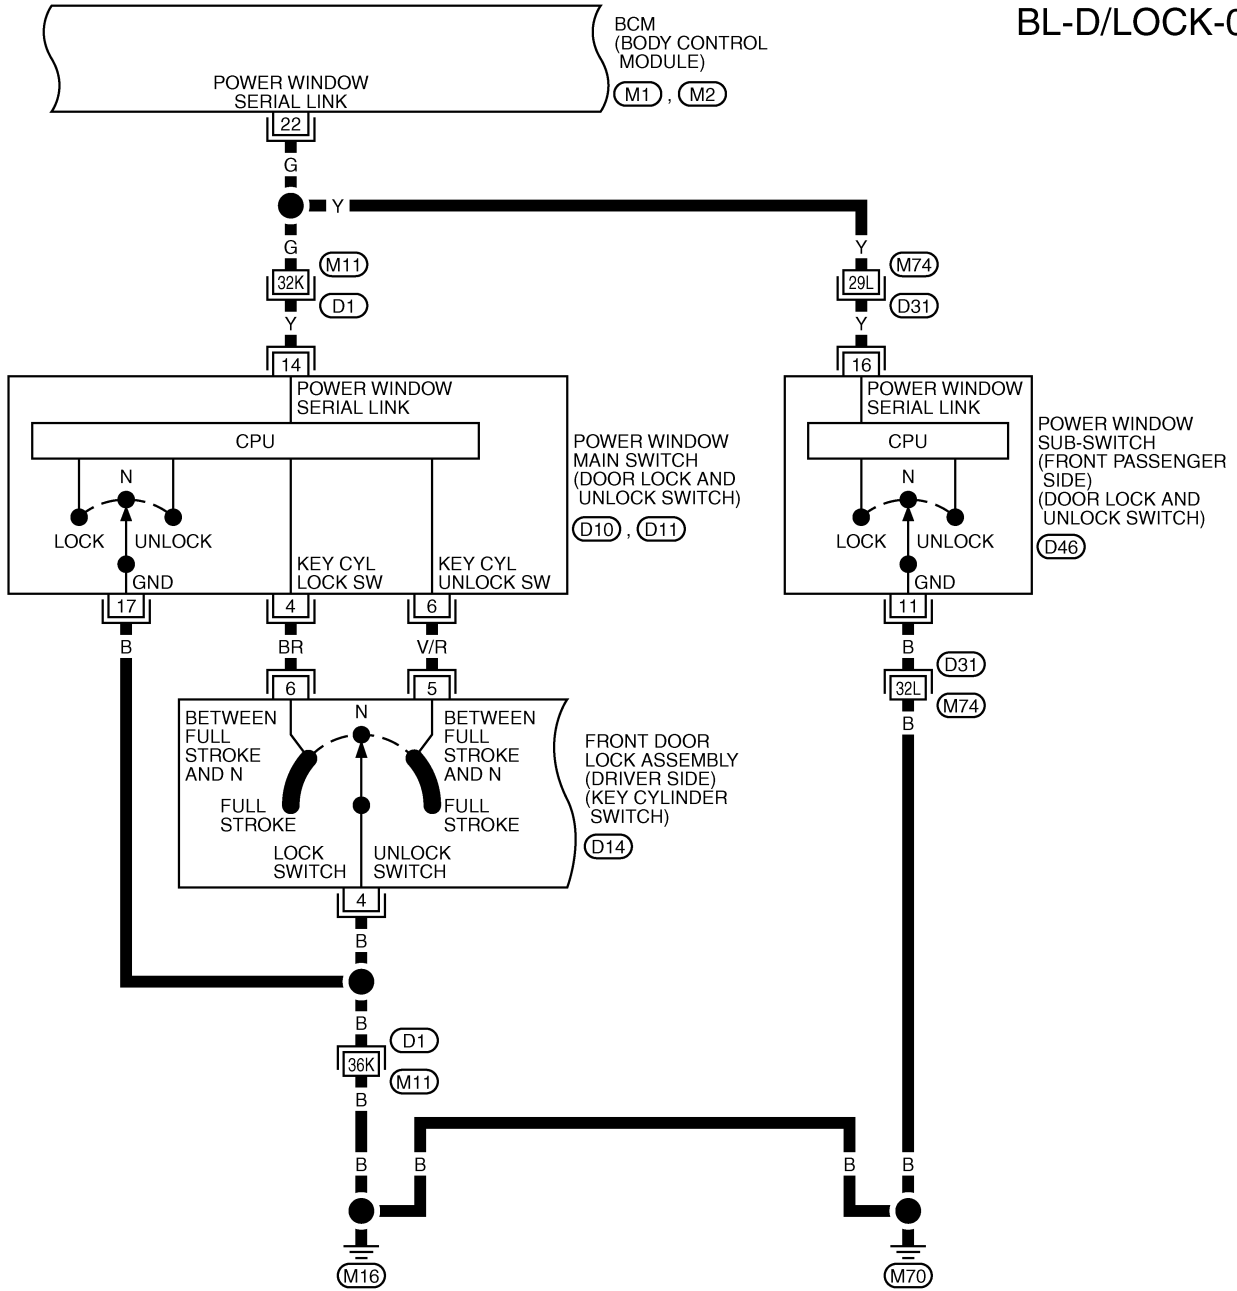 BL-D/LOCK-0
BCM
(BODY CONTROL
MODULE)
M1 , M2
POWER WINDOW
SERIAL LINK
22
G
Y
G
Y
M11
32K
D1
M74
29L
D31
Y
Y
14
16
POWER WINDOW
SERIAL LINK
CPU
N
LOCK
UNLOCK
GND
KEY CYL
LOCK SW
KEY CYL
UNLOCK SW
POWER WINDOW
MAIN SWITCH
(DOOR LOCK AND
UNLOCK SWITCH)
D10 , D11
POWER WINDOW
SERIAL LINK
CPU
N
LOCK
UNLOCK
GND
POWER WINDOW
SUB-SWITCH
(FRONT PASSENGER
SIDE)
(DOOR LOCK AND
UNLOCK SWITCH)
D46
17
4
6
11
B
BR
V/R
B
6
5
D31
32L
M74
B
BETWEEN
FULL
STROKE
AND N
N
BETWEEN
FULL
STROKE
AND N
FULL
STROKE
FULL
STROKE
LOCK
SWITCH
UNLOCK
SWITCH
FRONT DOOR
LOCK ASSEMBLY
(DRIVER SIDE)
(KEY CYLINDER
SWITCH)
D14
4
B
B
D1
36K
M11
B
B
B
B
B
M16
M70